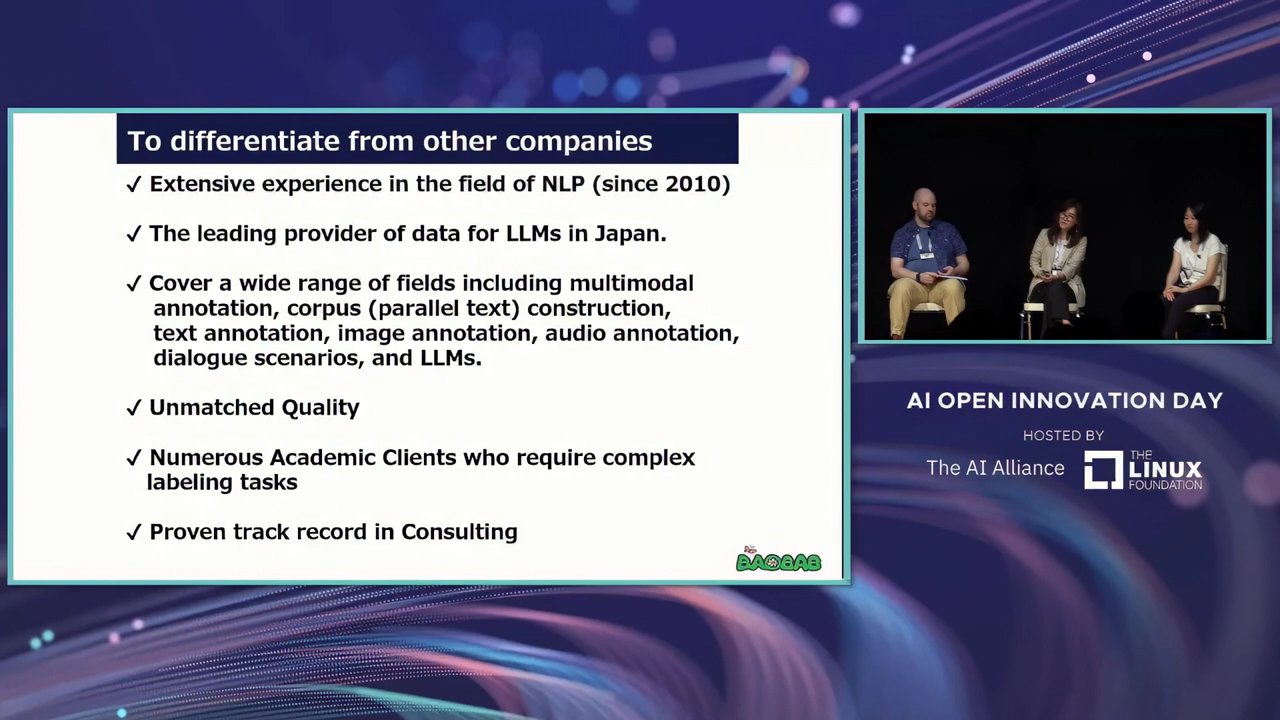 To differentiate from other companies
✓ Extensive experience in the field of NLP (since 2010)
✓ The leading provider of data for LLMs in Japan.
✓ Cover a wide range of fields including multimodal
annotation, corpus (parallel text) construction,
text annotation, image annotation, audio annotation,
dialogue scenarios, and LLMs.
✓ Unmatched Quality
✓ Numerous Academic Clients who require complex
labeling tasks
✓ Proven track record in Consulting
BAOBAB
AI OPEN INNOVATION DAY
HOSTED BY
The AI Alliance
THE
LINUX
FOUNDATION